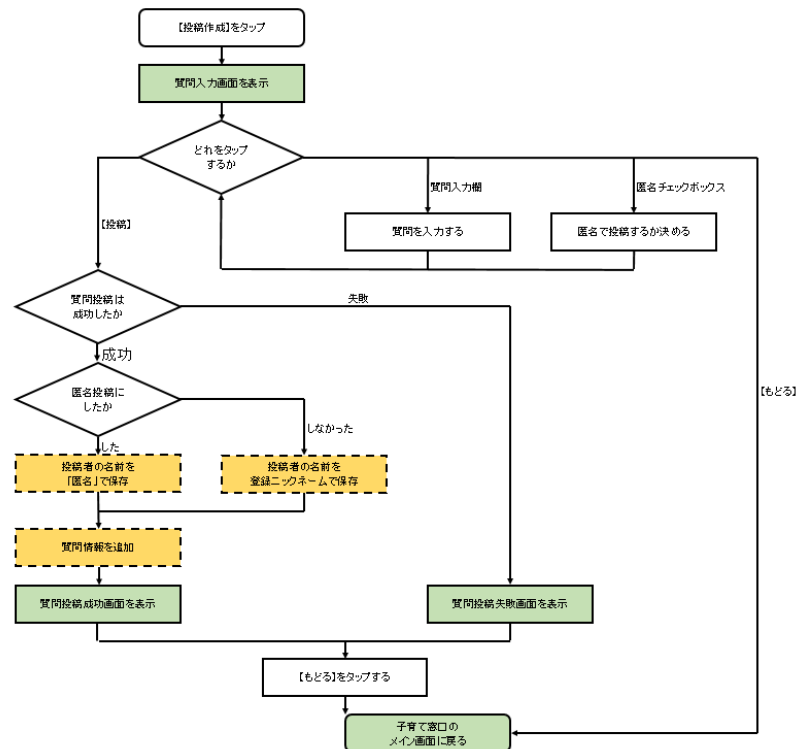 【投稿作成】をタップ
質問入力画面を表示
どれをタップ
するか
質問入力欄
匿名チェックボックス
【投稿】
質問を入力する
匿名で投稿するか決める
質問投稿は
成功したか
失敗
成功
【もどる】
匿名投稿に
したか
しなかった
した
投稿者の名前を
「匿名」で保存
投稿者の名前を
登録ニックネームで保存
質問情報を追加
質問投稿成功画面を表示
質問投稿失敗画面を表示
【もどる】をタップする
子育て窓口の
メイン画面に戻る